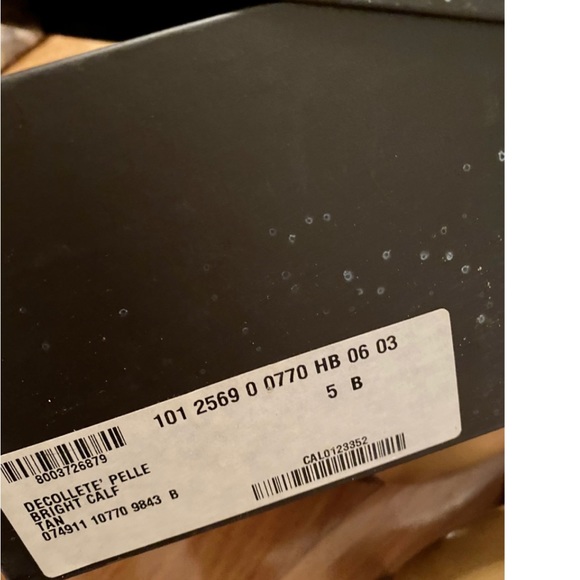 101 2569 0 0770 HB 06 03
5 B
8003726879
CAL0123352
DECOLLETE' PELLE
BRIGHT CALF
TAN
074911 10770 9843 B